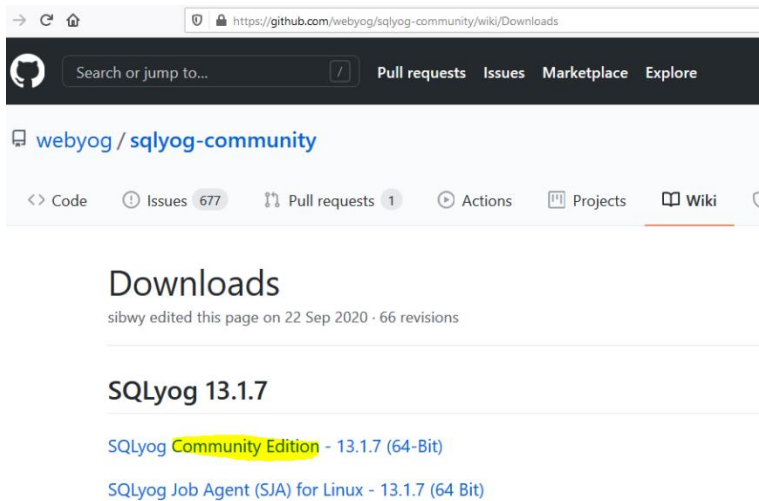 https://github.com/webyog/sqlyog-community/wiki/Downloads
Search or jump to... / Pull requests Issues Marketplace Explore
webyog / sqlyog-community
<> Code Issues 677 Pull requests 1 Actions Projects Wiki
Downloads
sibwy edited this page on 22 Sep 2020 · 66 revisions
SQLyog 13.1.7
SQLyog Community Edition - 13.1.7 (64-Bit)
SQLyog Job Agent (SJA) for Linux - 13.1.7 (64 Bit)